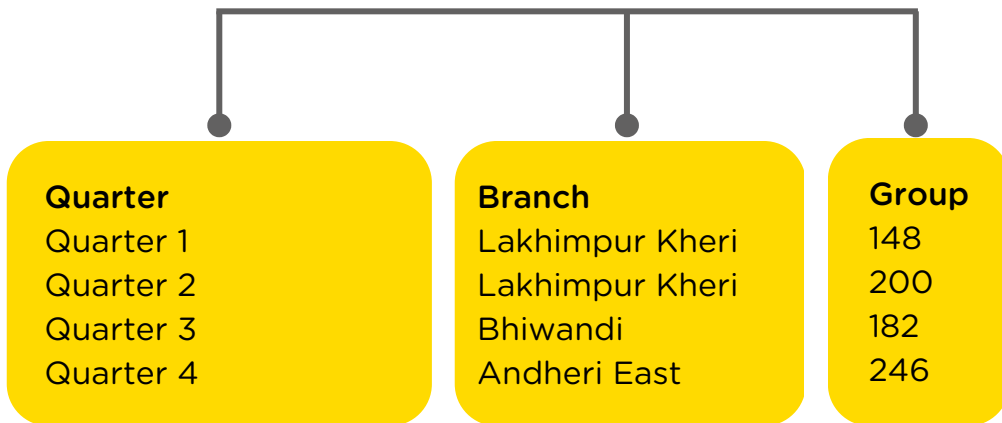 Quarter
Quarter 1
Quarter 2
Quarter 3
Quarter 4
Branch
Lakhimpur Kheri
Lakhimpur Kheri
Bhiwandi
Andheri East
Group
148
200
182
246